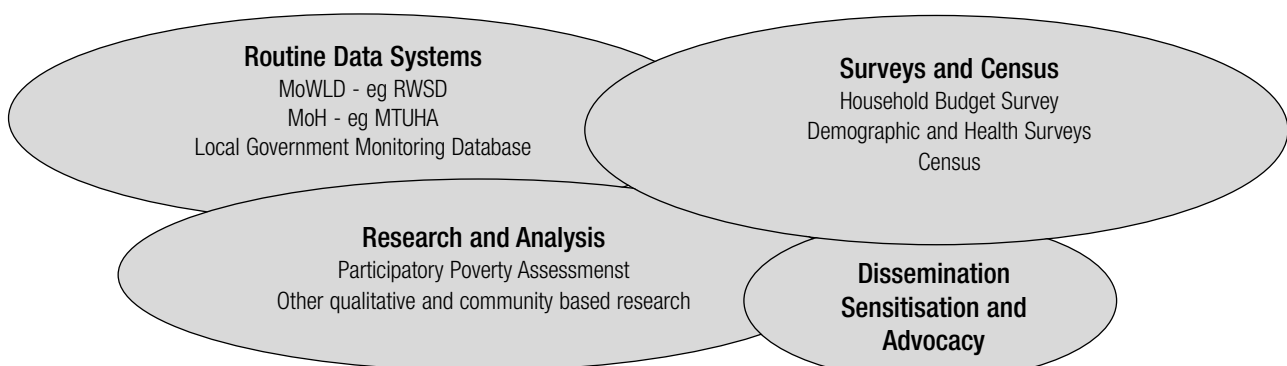 Routine Data Systems
MoWLD - eg RWSD
MoH - eg MTUHA
Local Government Monitoring Database
Surveys and Census
Household Budget Survey
Demographic and Health Surveys
Census
Research and Analysis
Participatory Poverty Assessmenst
Other qualitative and community based research
Dissemination
Sensitisation and
Advocacy